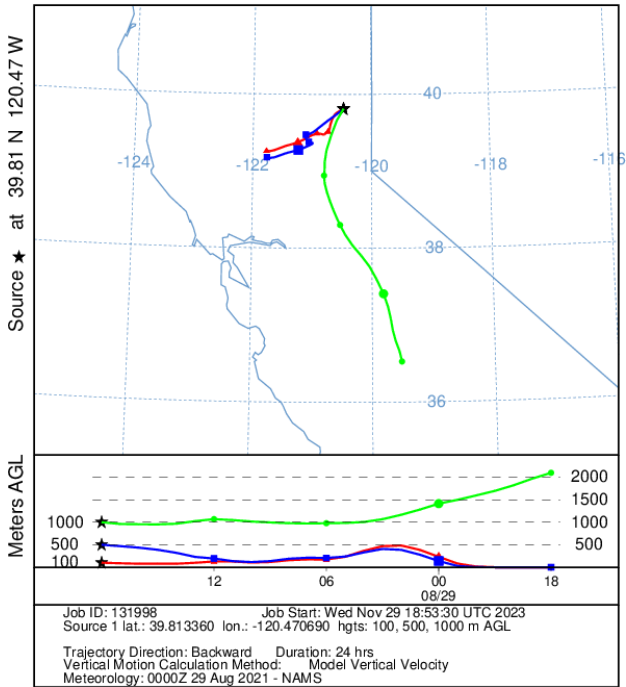 Source ★ at 39.81 N 120.47 W
40
-124
-122
-120
-118
-116
38
36
Meters AGL
2000
1500
1000
1000
500
500
100
12
06
00
18
08/29
Job ID: 131998 Job Start: Wed Nov 29 18:53:30 UTC 2023
Source 1 lat.: 39.813360 lon.: -120.470690 hgts: 100, 500, 1000 m AGL
Trajectory Direction: Backward Duration: 24 hrs
Vertical Motion Calculation Method: Model Vertical Velocity
Meteorology: 0000Z 29 Aug 2021 - NAMS